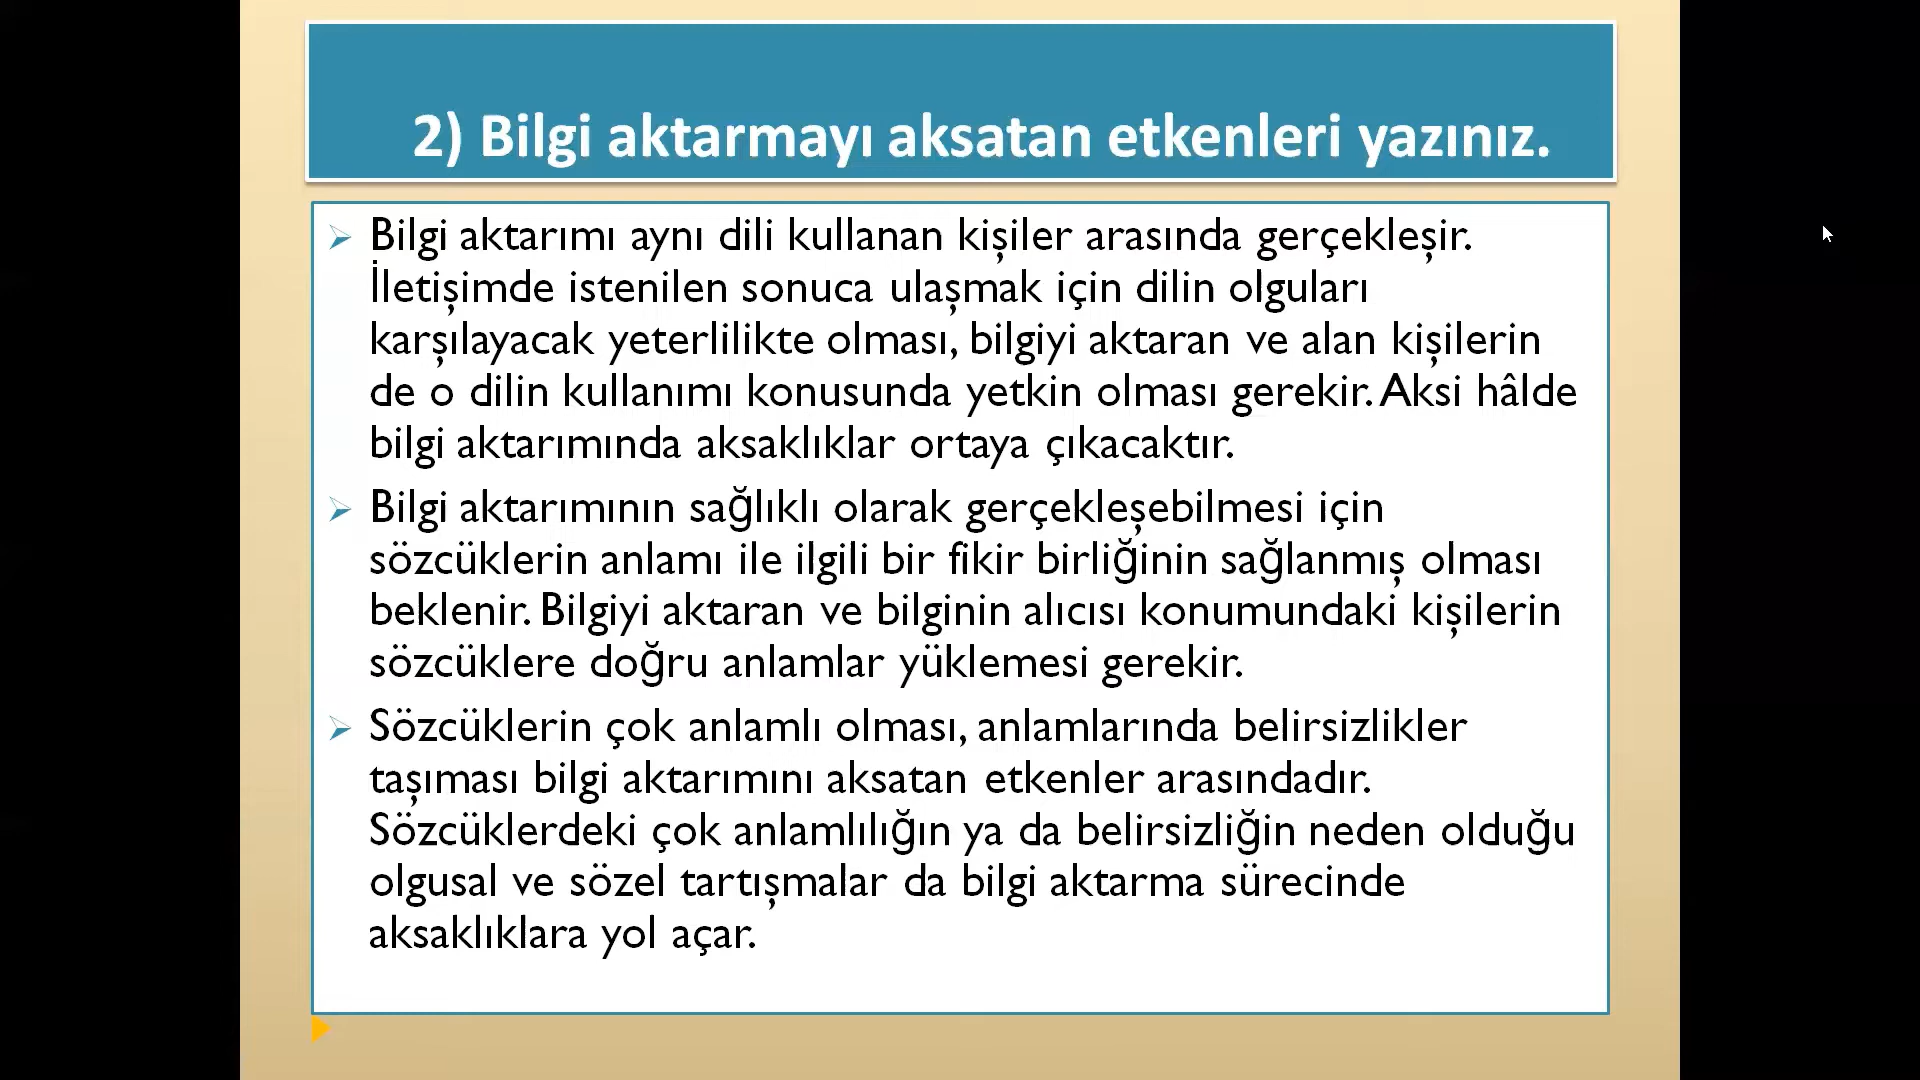 2) Bilgi aktarmayı aksatan etkenleri yazınız.
Bilgi aktarımı aynı dili kullanan kişiler arasında gerçekleşir.
İletişimde istenilen sonuca ulaşmak için dilin olguları
karşılayacak yeterlilikte olması, bilgiyi aktaran ve alan kişilerin
de o dilin kullanımı konusunda yetkin olması gerekir. Aksi hâlde
bilgi aktarımında aksaklıklar ortaya çıkacaktır.
Bilgi aktarımının sağlıklı olarak gerçekleşebilmesi için
sözcüklerin anlamı ile ilgili bir fikir birliğinin sağlanmış olması
beklenir. Bilgiyi aktaran ve bilginin alıcısı konumundaki kişilerin
sözcüklere doğru anlamlar yüklemesi gerekir.
Sözcüklerin çok anlamlı olması, anlamlarında belirsizlikler
taşıması bilgi aktarımını aksatan etkenler arasındadır.
Sözcüklerdeki çok anlamlılığın ya da belirsizliğin neden olduğu
olgusal ve sözel tartışmalar da bilgi aktarma sürecinde
aksaklıklara yol açar.